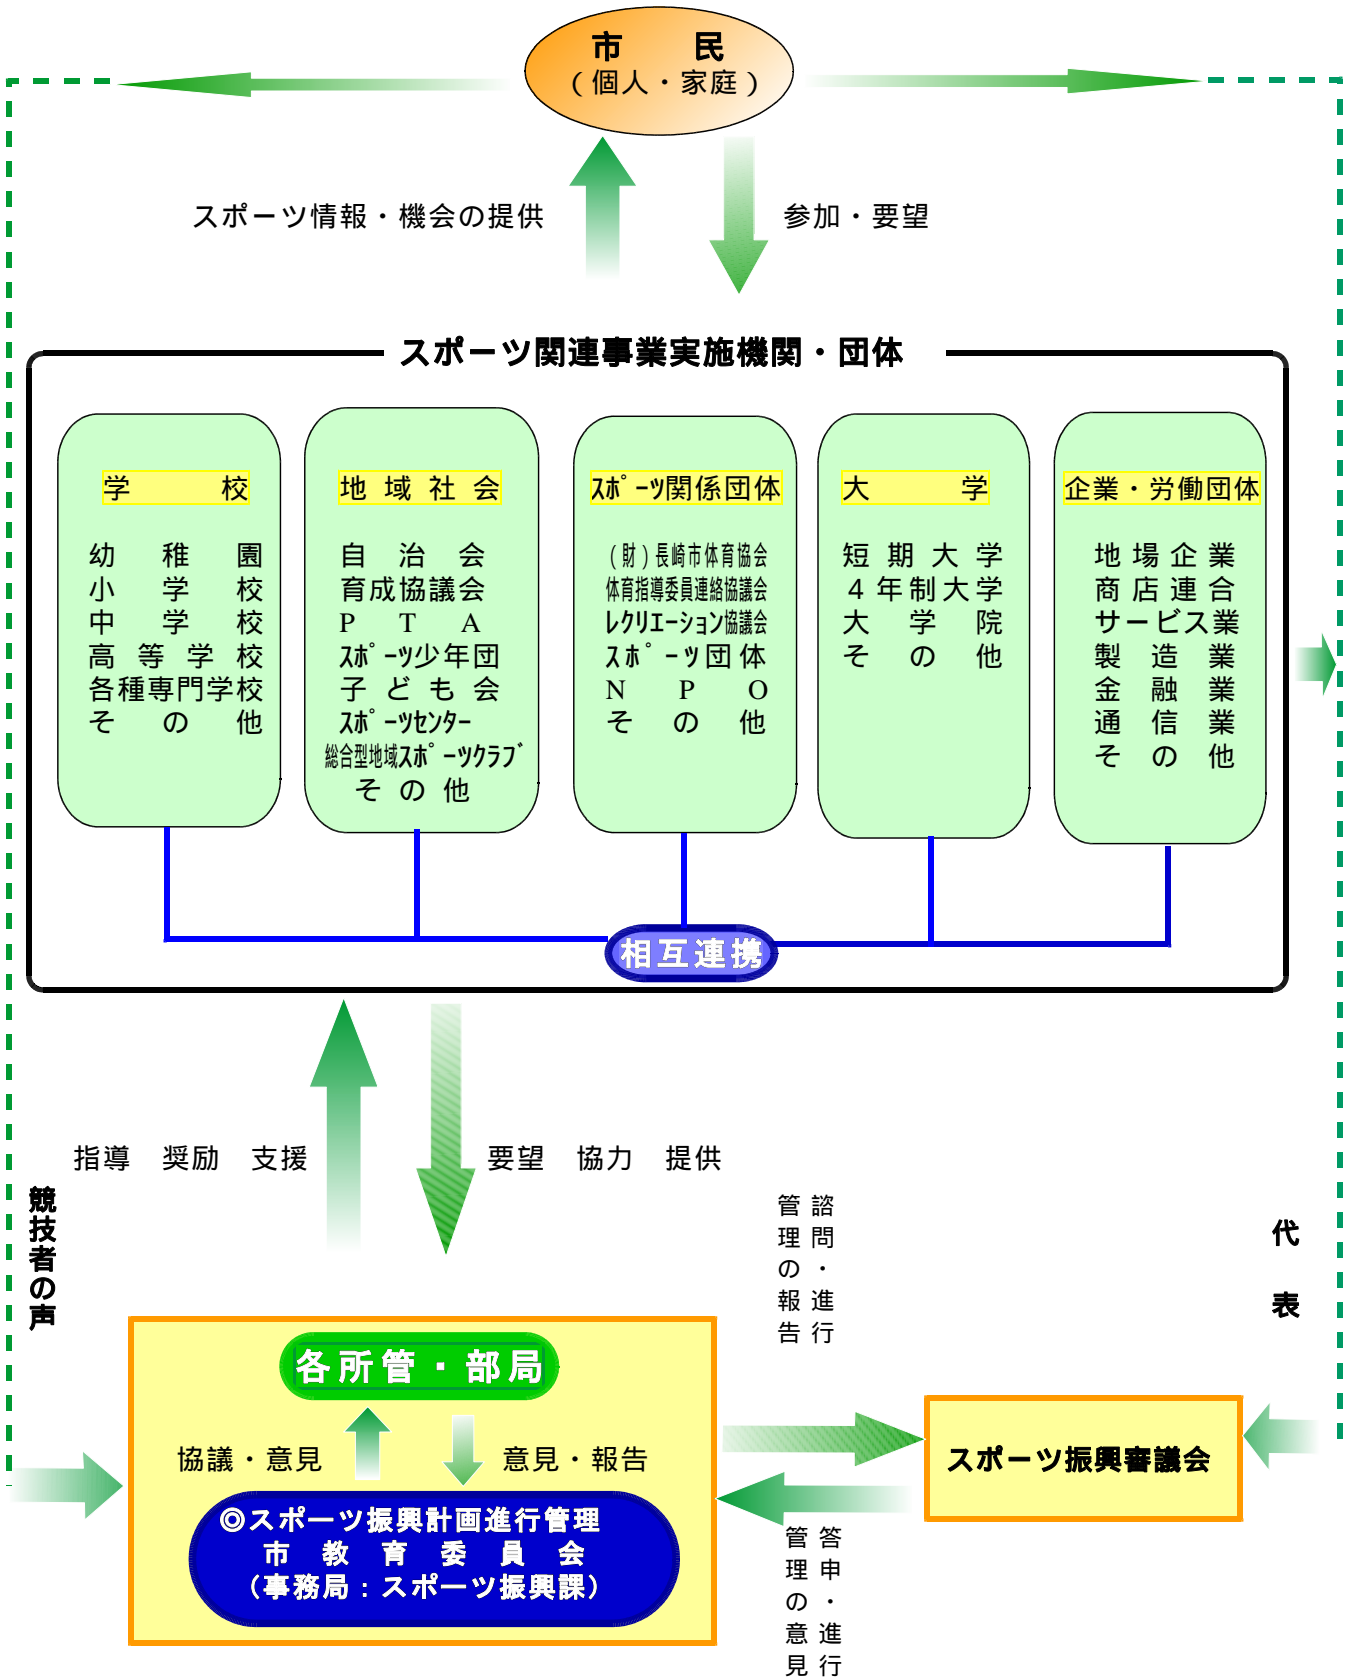 市　　民
（個人・家庭）
スポーツ情報・機会の提供
参加・要望
スポーツ関連事業実施機関・団体
学　　　校
幼　稚　園
小　学　校
中　学　校
高 等 学 校
各種専門学校
そ　の　他
地 域 社 会
自　治　会
育成協議会
P　T　A
ｽﾎﾟｰﾂ少年団
子 ど も 会
ｽﾎﾟｰﾂｾﾝﾀｰ
総合型地域ｽﾎﾟｰﾂｸﾗﾌﾞ
そ の 他
ｽﾎﾟｰﾂ関係団体
(財)長崎市体育協会
体育指導委員連絡協議会
ﾚｸﾘｴｰｼｮﾝ協議会
スポーツ団体
N　P　O
そ　の　他
大　　　学
短 期 大 学
４年制大学
大　学　院
そ　の　他
企業・労働団体
地 場 企 業
商 店 連 合
サービス業
製　造　業
金　融　業
通　信　業
そ　の　他
相互連携
指導　奨励　支援
要望　協力　提供
競技者の声
諮問・進行
管理の報告
代　表
各所管・部局
協議・意見
意見・報告
◎スポーツ振興計画進行管理
市 教 育 委 員 会
（事務局：スポーツ振興課）
スポーツ振興審議会
答申・進行
管理の意見